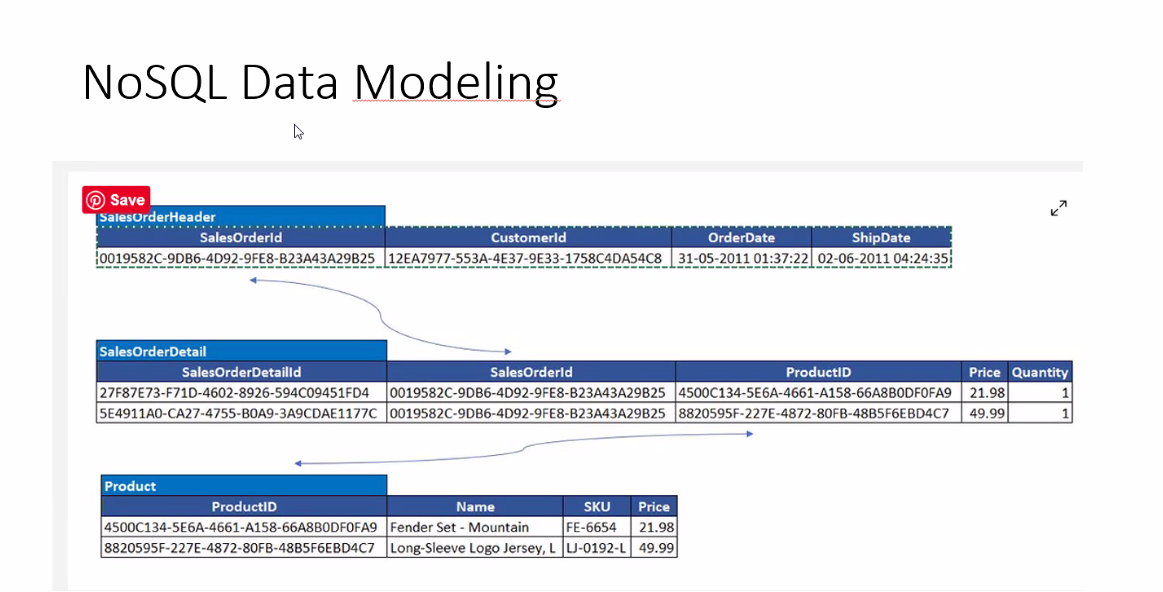 NoSQL Data Modeling
Save
SalesOrderHeader
SalesOrderId CustomerId OrderDate ShipDate
0019582C-9DB6-4D92-9FE8-B23A43A29B25 12EA7977-553A-4E37-9E33-1758C4DA54C8 31-05-2011 01:37:22 02-06-2011 04:24:35
SalesOrderDetail
SalesOrderDetailId SalesOrderId ProductID Price Quantity
27F87E73-F71D-4602-8926-594C09451FD4 0019582C-9DB6-4D92-9FE8-B23A43A29B25 4500C134-5E6A-4661-A158-66A8B0DF0FA9 21.98 1
5E4911A0-CA27-4755-B0A9-3A9CDAE1177C 0019582C-9DB6-4D92-9FE8-B23A43A29B25 8820595F-227E-4872-80FB-48B5F6EBD4C7 49.99 1
Product
ProductID Name SKU Price
4500C134-5E6A-4661-A158-66A8B0DF0FA9 Fender Set - Mountain FE-6654 21.98
8820595F-227E-4872-80FB-48B5F6EBD4C7 Long-Sleeve Logo Jersey, L LJ-0192-L 49.99